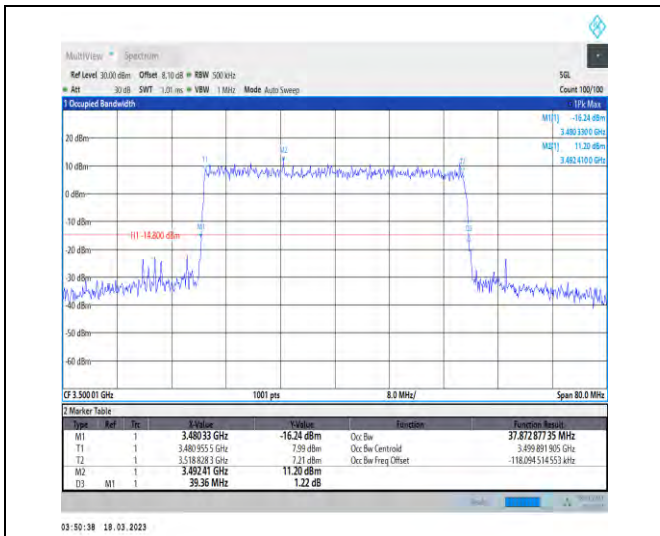 MultiView Spectrum
Ref Level 30.00 dBm Offset 8.10 dB RBW 500 kHz SGL
Att 30 dB SWT 1.01 ms VBW 1 MHz Mode Auto Sweep Count 100/100
1 Occupied Bandwidth 1Pk Max
M1[1] -16.24 dBm
3.480 330 0 GHz
M2[1] 11.20 dBm
3.492 410 0 GHz
20 dBm
M2
T1
T2
10 dBm
0 dBm
-10 dBm
M1
D3
H1 -14.800 dBm
-20 dBm
-30 dBm
-40 dBm
-50 dBm
-60 dBm
CF 3.500 01 GHz 1001 pts 8.0 MHz/ Span 80.0 MHz
2 Marker Table
Type Ref Trc X-Value Y-Value Function Function Result
M1 1 3.480 33 GHz -16.24 dBm Occ Bw 37.872 877 35 MHz
T1 1 3.480 955 5 GHz 7.99 dBm Occ Bw Centroid 3.499 891 905 GHz
T2 1 3.518 828 3 GHz 7.21 dBm Occ Bw Freq Offset -118.094 514 553 kHz
M2 1 3.492 41 GHz 11.20 dBm
D3 M1 1 39.36 MHz 1.22 dB
03:50:38 18.03.2023